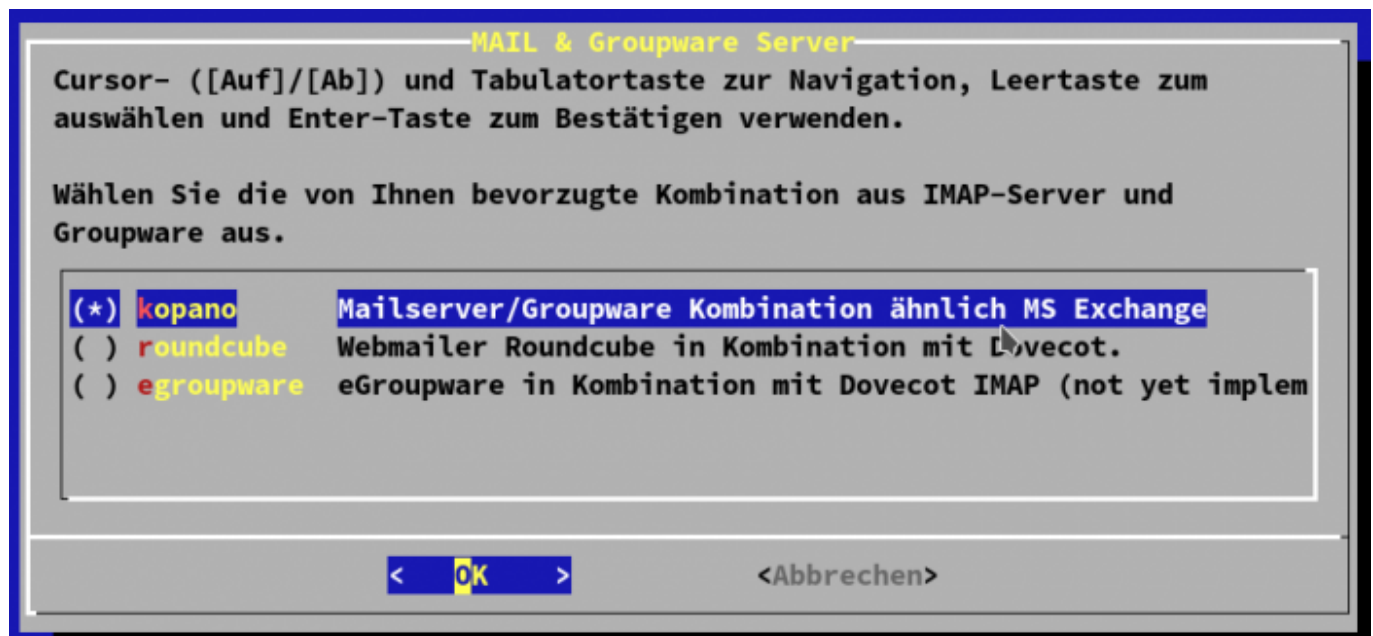 MAIL & Groupware Server
Cursor- ([Auf]/[Ab]) und Tabulatortaste zur Navigation, Leertaste zum
auswählen und Enter-Taste zum Bestätigen verwenden.
Wählen Sie die von Ihnen bevorzugte Kombination aus IMAP-Server und
Groupware aus.
(*) kopano Mailserver/Groupware Kombination ähnlich MS Exchange
( ) roundcube Webmailer Roundcube in Kombination mit Dovecot.
( ) egroupware eGroupware in Kombination mit Dovecot IMAP (not yet implem
< OK > <Abbrechen>